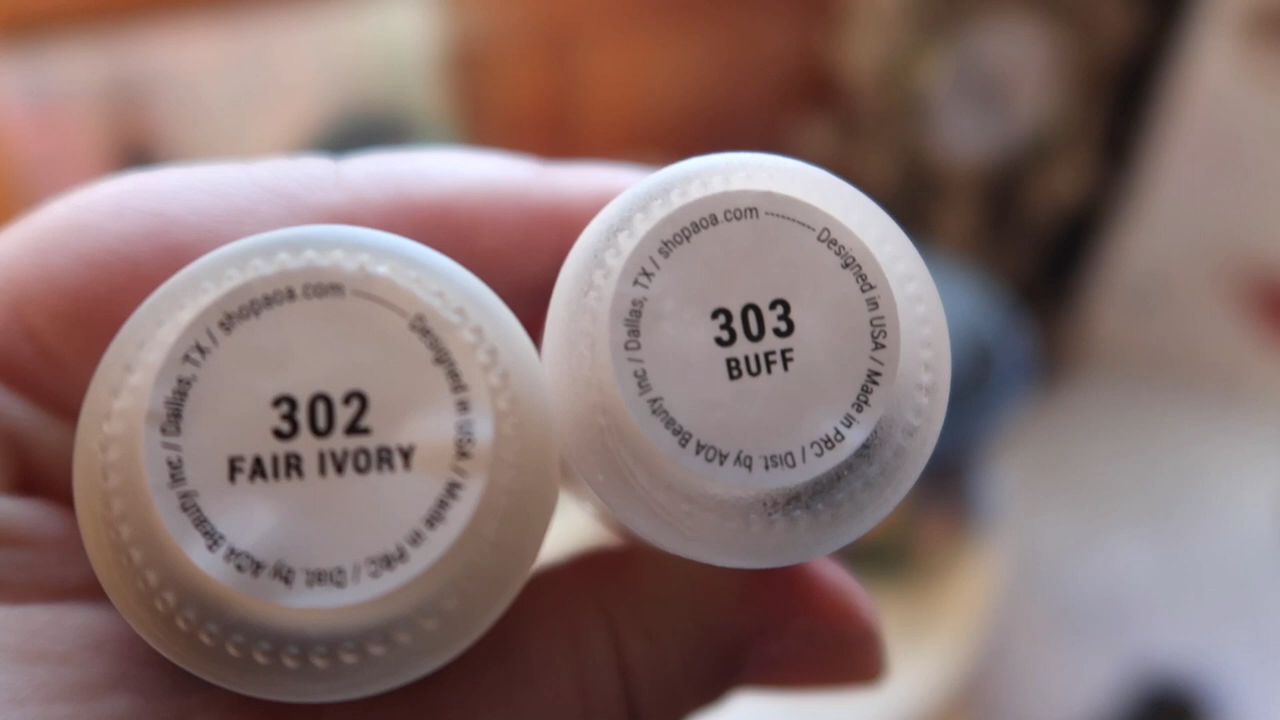 302
FAIR IVORY
Designed in USA / Made in PRC / Dist. by AOA Beauty Inc // Dallas, TX / shopaoa.com
303
BUFF
Designed in USA / Made in PRC / Dist. by AOA Beauty Inc / Dallas, TX / shopaoa.com